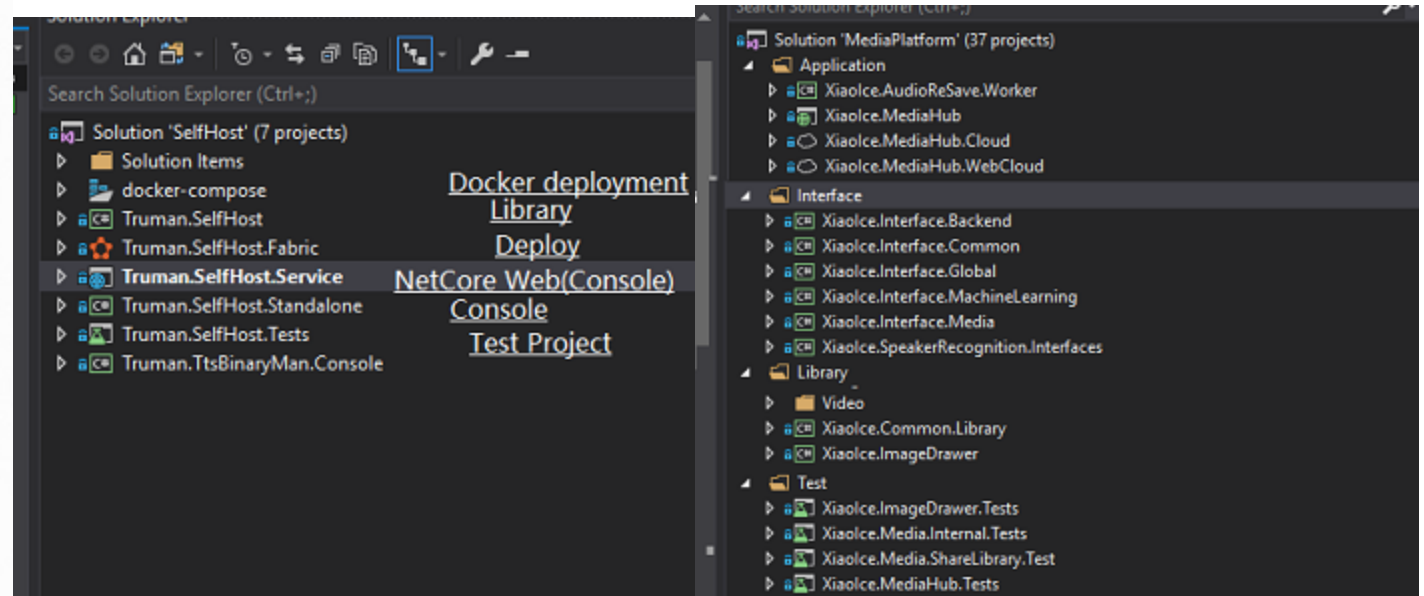 Solution Explorer
Search Solution Explorer (Ctrl+;)
Solution 'SelfHost' (7 projects)
Solution Items
docker-compose
Docker deployment
Truman.SelfHost
Library
Truman.SelfHost.Fabric
Deploy
Truman.SelfHost.Service
NetCore Web(Console)
Truman.SelfHost.Standalone
Console
Truman.SelfHost.Tests
Test Project
Truman.TtsBinaryMan.Console
Search Solution Explorer (Ctrl+;)
Solution 'MediaPlatform' (37 projects)
Application
XiaoIce.AudioReSave.Worker
XiaoIce.MediaHub
XiaoIce.MediaHub.Cloud
XiaoIce.MediaHub.WebCloud
Interface
XiaoIce.Interface.Backend
XiaoIce.Interface.Common
XiaoIce.Interface.Global
XiaoIce.Interface.MachineLearning
XiaoIce.Interface.Media
XiaoIce.SpeakerRecognition.Interfaces
Library
Video
XiaoIce.Common.Library
XiaoIce.ImageDrawer
Test
XiaoIce.ImageDrawer.Tests
XiaoIce.Media.Internal.Tests
XiaoIce.Media.ShareLibrary.Test
XiaoIce.MediaHub.Tests